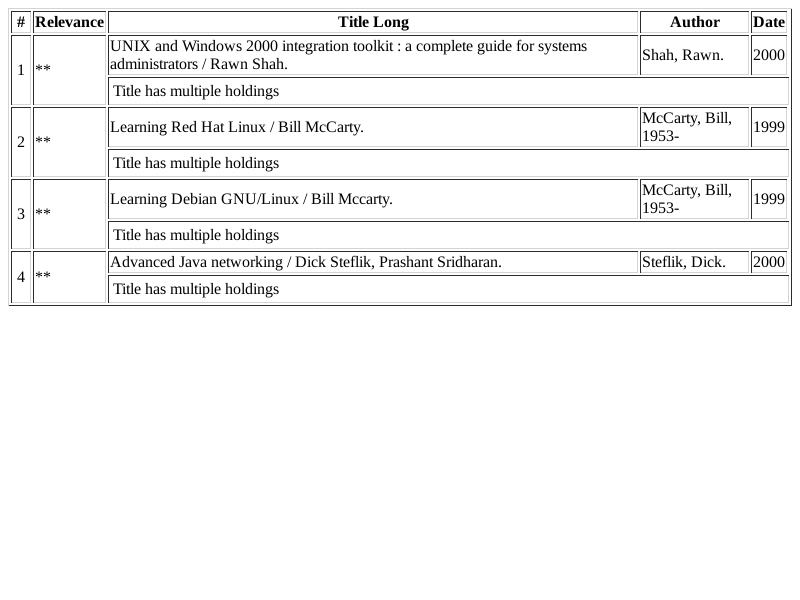 # Relevance Title Long Author Date
1 ** UNIX and Windows 2000 integration toolkit : a complete guide for systems
administrators / Rawn Shah. Shah, Rawn. 2000
Title has multiple holdings
2 ** Learning Red Hat Linux / Bill McCarty. McCarty, Bill,
1953- 1999
Title has multiple holdings
3 ** Learning Debian GNU/Linux / Bill Mccarty. McCarty, Bill,
1953- 1999
Title has multiple holdings
4 ** Advanced Java networking / Dick Steflik, Prashant Sridharan. Steflik, Dick. 2000
Title has multiple holdings